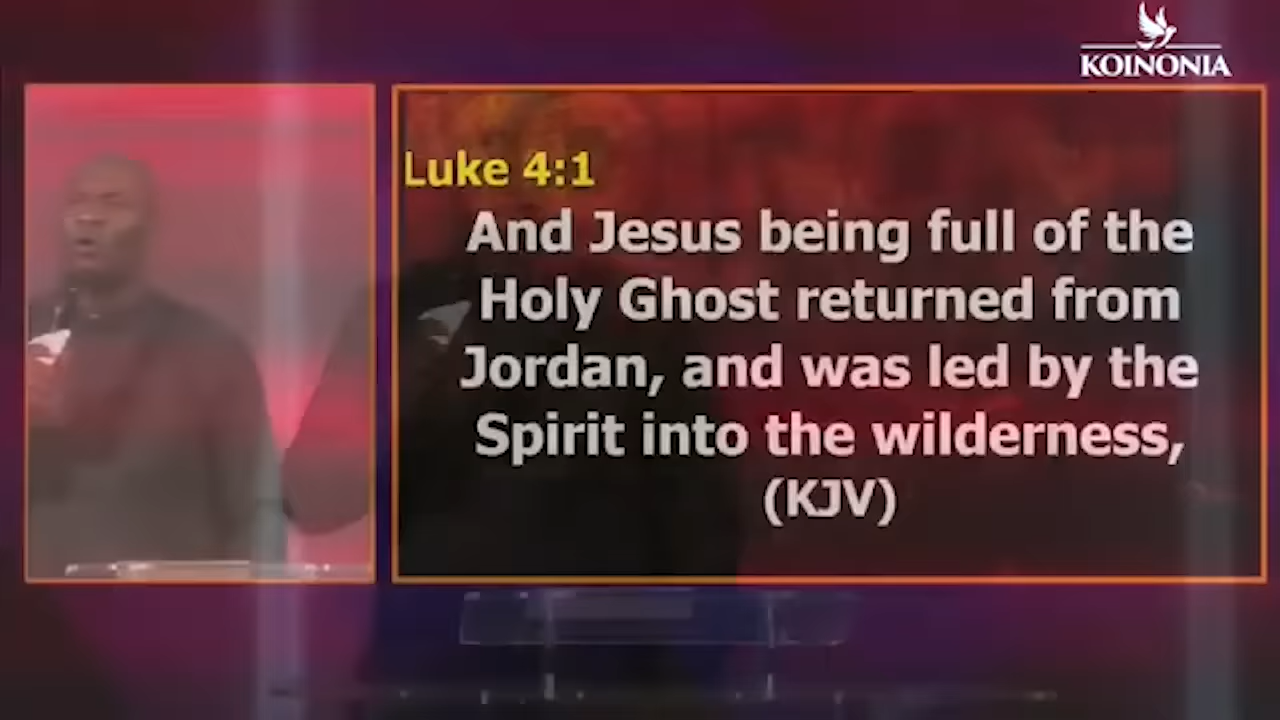 KOINONIA
Luke 4:1
And Jesus being full of the
Holy Ghost returned from
Jordan, and was led by the
Spirit into the wilderness,
(KJV)